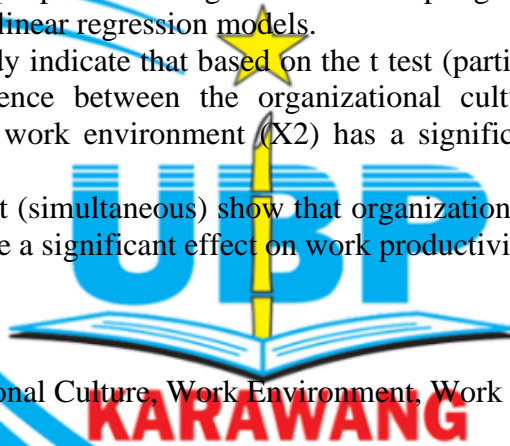 linear regression models.
ly indicate that based on the t test (parti
ence between the organizational cult
work environment (X2) has a signific
t (simultaneous) show that organization
e a significant effect on work productivi
UBP
onal Culture, Work Environment, Work
KARAWANG